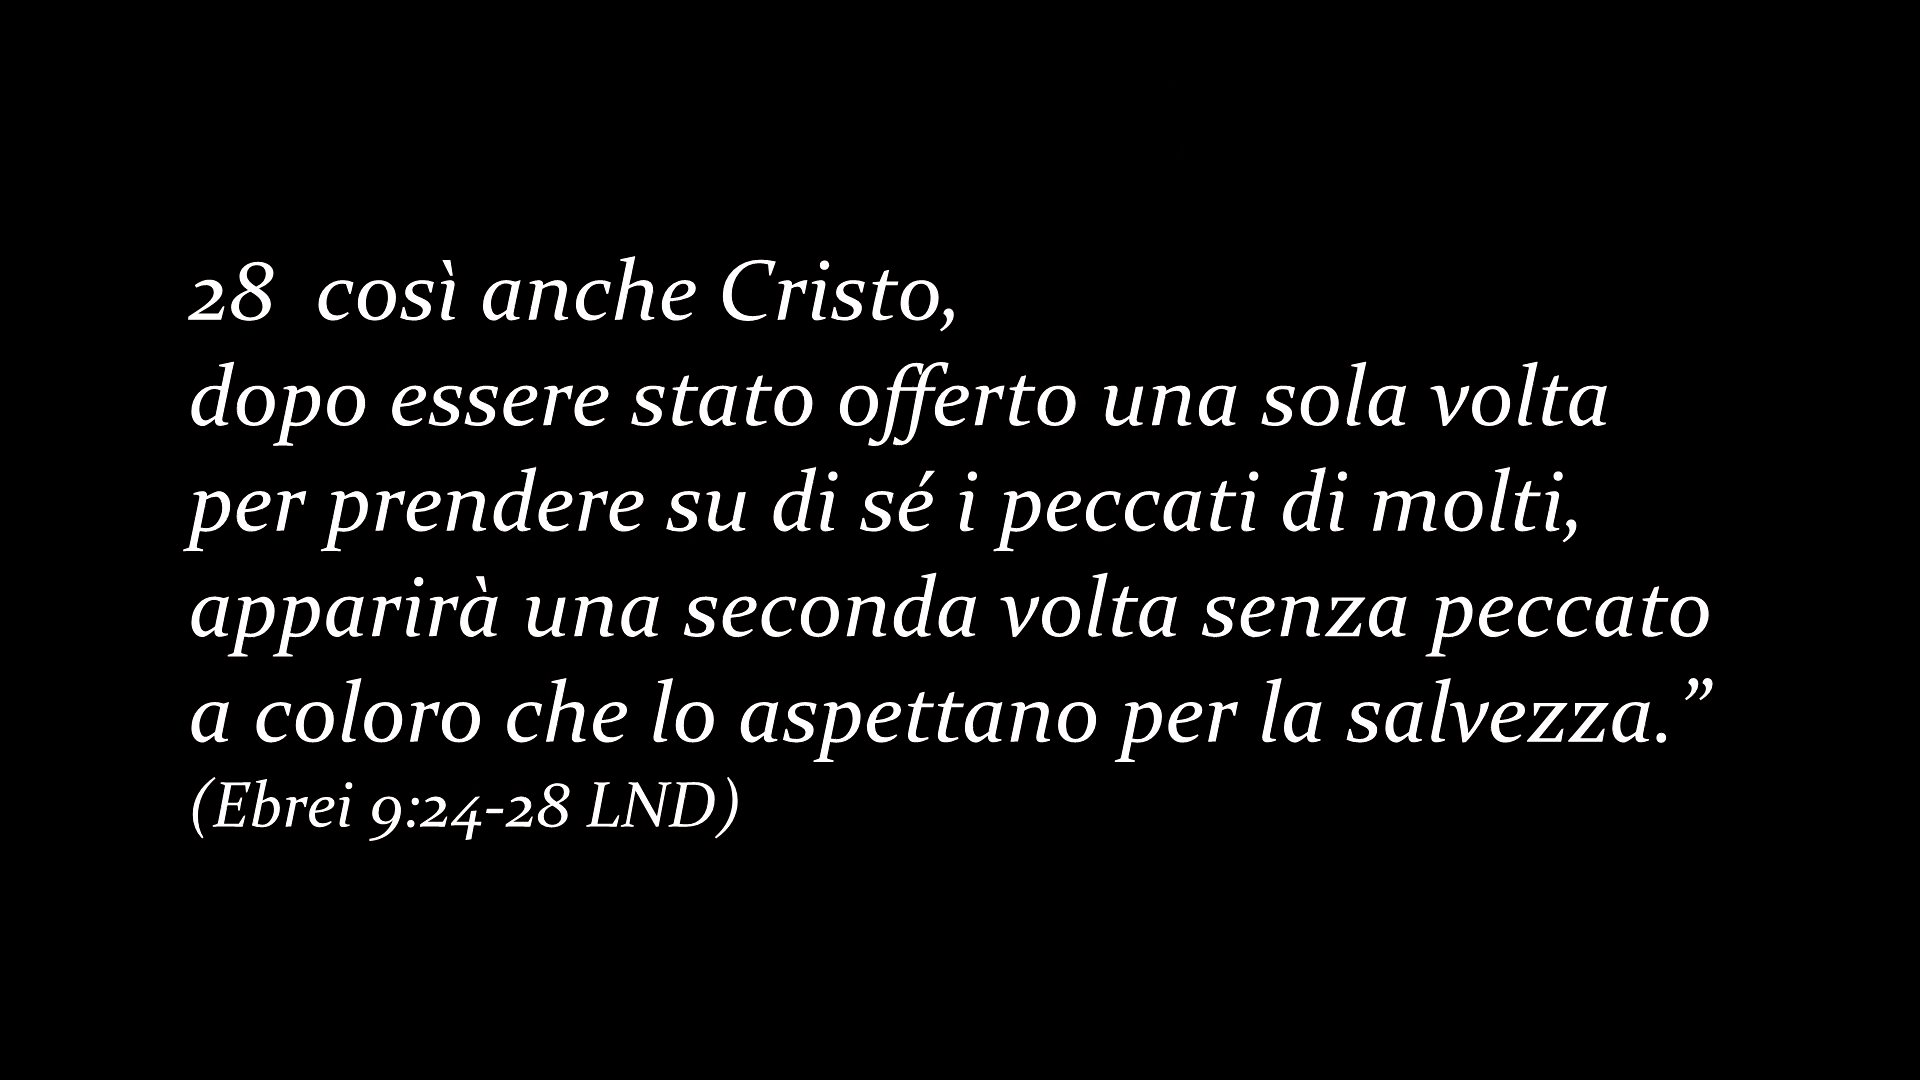 28  così anche Cristo,
dopo essere stato offerto una sola volta
per prendere su di sé i peccati di molti,
apparirà una seconda volta senza peccato
a coloro che lo aspettano per la salvezza.”
(Ebrei 9:24-28 LND)